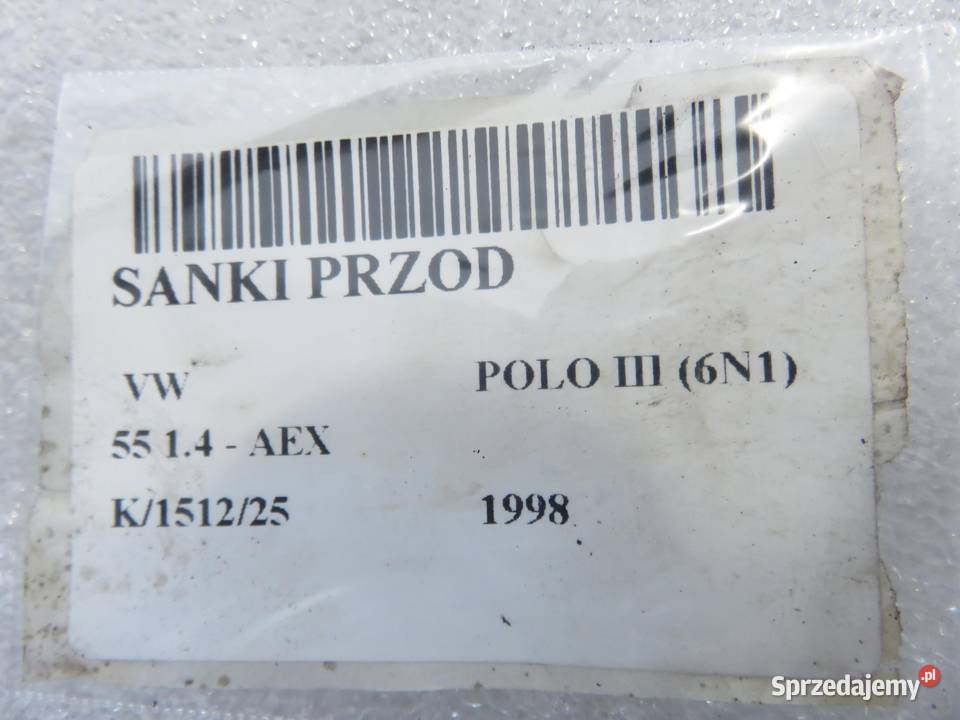 SANKI PRZOD
VW POLO III (6N1)
55 1.4 - AEX
K/1512/25 1998
Sprzedajemy.pl